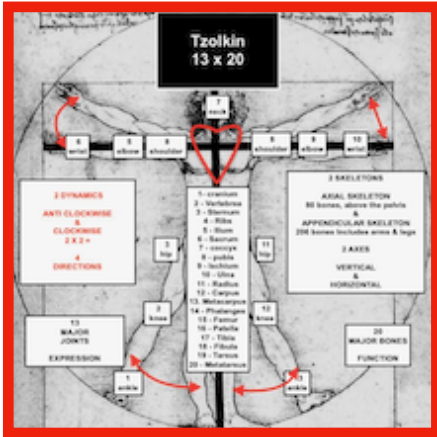 Tzolkin
13 x 20
7
neck
6
wrist
5
elbow
shoulder
8
shoulder
9
elbow
10
wrist
2 DYNAMICS
ANTI CLOCKWISE
&
CLOCKWISE
2 X 2 =
4
DIRECTIONS
1 - cranium
2 - Vertebrea
3 - Sternum
4 - Ribs
5 - Ilium
6 - Sacrum
7 - coccyx
8 - pubis
9 - Ischium
10 - Ulna
11 - Radius
12 - Carpus
13. Metacarpus
14 - Phalanges
15 - Femur
16 - Patella
17 - Tibia
18 - Fibula
19 - Tarsus
20 - Metatarsus
2 SKELETONS
AXIAL SKELETON
80 bones, above the pelvis
&
APPENDICULAR SKELETON
206 bones Includes arms & legs
2 AXES
VERTICAL
&
HORIZONTAL
3
hip
11
hip
2
knee
12
knee
13
MAJOR
JOINTS
EXPRESSION
20
MAJOR BONES
FUNCTION
1
ankle
13
ankle